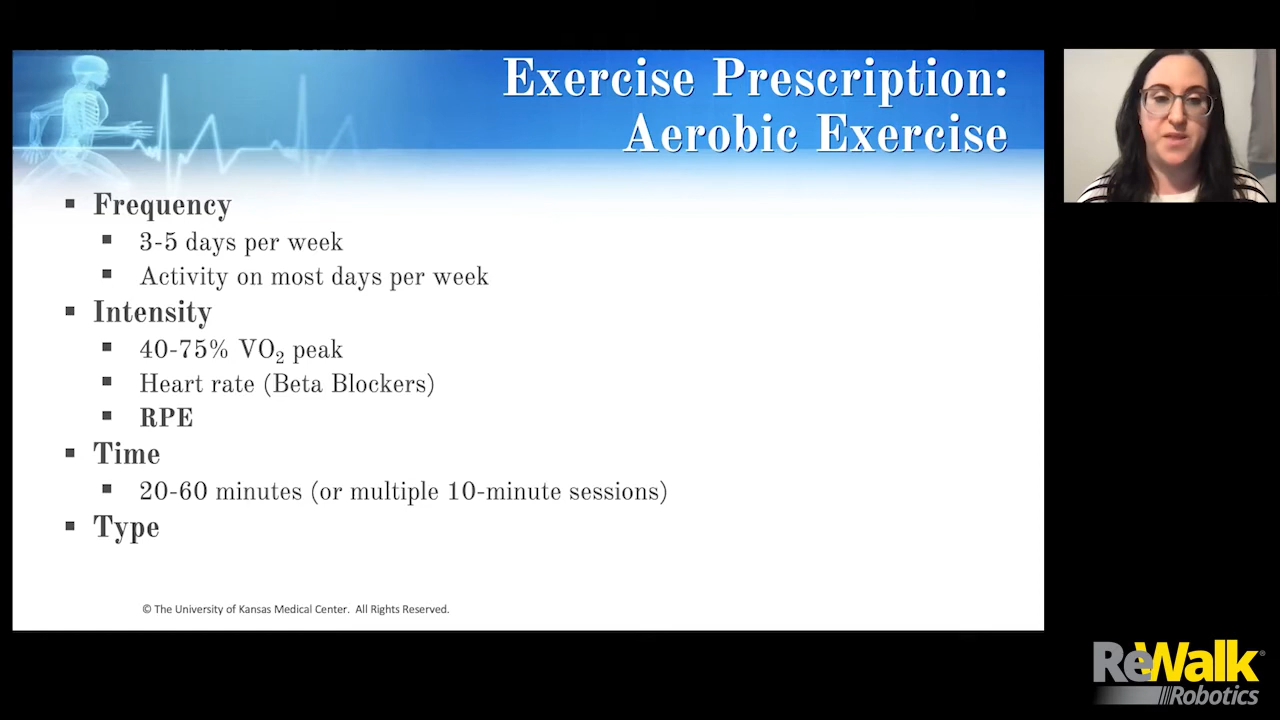 Exercise Prescription:
Aerobic Exercise
▪ Frequency
▪ 3-5 days per week
▪ Activity on most days per week
▪ Intensity
▪ 40-75% VO₂ peak
▪ Heart rate (Beta Blockers)
▪ RPE
▪ Time
▪ 20-60 minutes (or multiple 10-minute sessions)
▪ Type
© The University of Kansas Medical Center. All Rights Reserved.
ReWalk®
Robotics